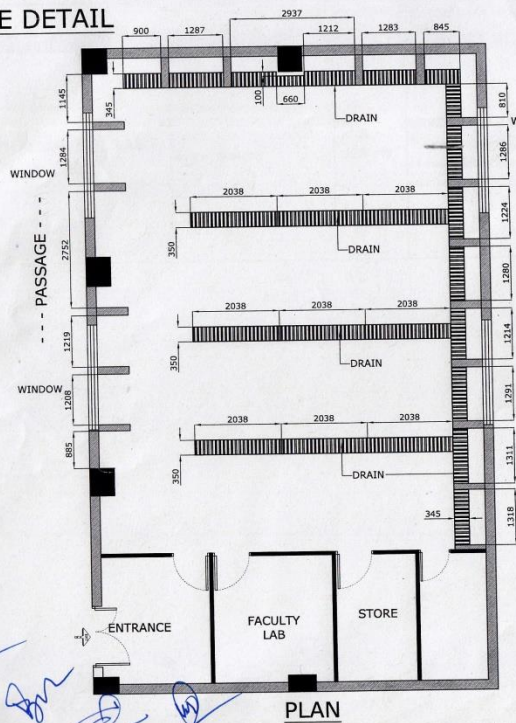 E DETAIL
2937
900 1287 1212 1283 845
1145
345
100
660
810
DRAIN
1284
1286
WINDOW
2038 2038 2038
1224
350
DRAIN
2752
- - - - PASSAGE - - - -
1280
2038 2038 2038
350
DRAIN
1219
1214
WINDOW
1208
1291
2038 2038 2038
885
350
DRAIN
1311
345
1318
ENTRANCE
FACULTY
LAB
STORE
PLAN